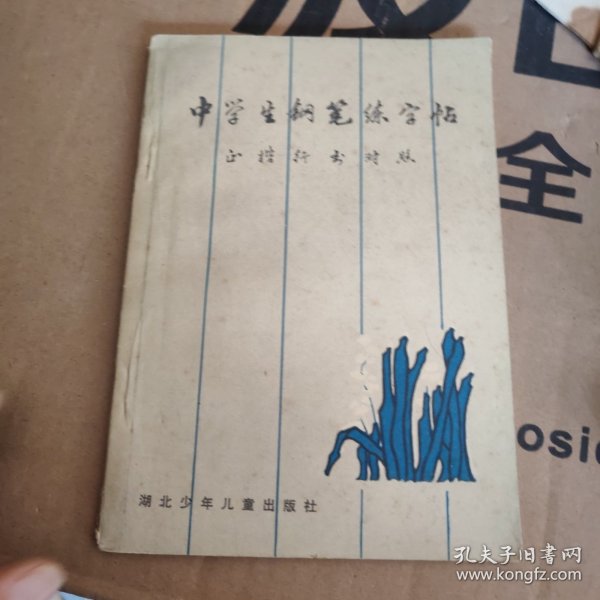 全
中学生钢笔练字帖
正楷行书对照
osid
湖北少年儿童出版社
孔夫子旧书网
www.kongfz.com